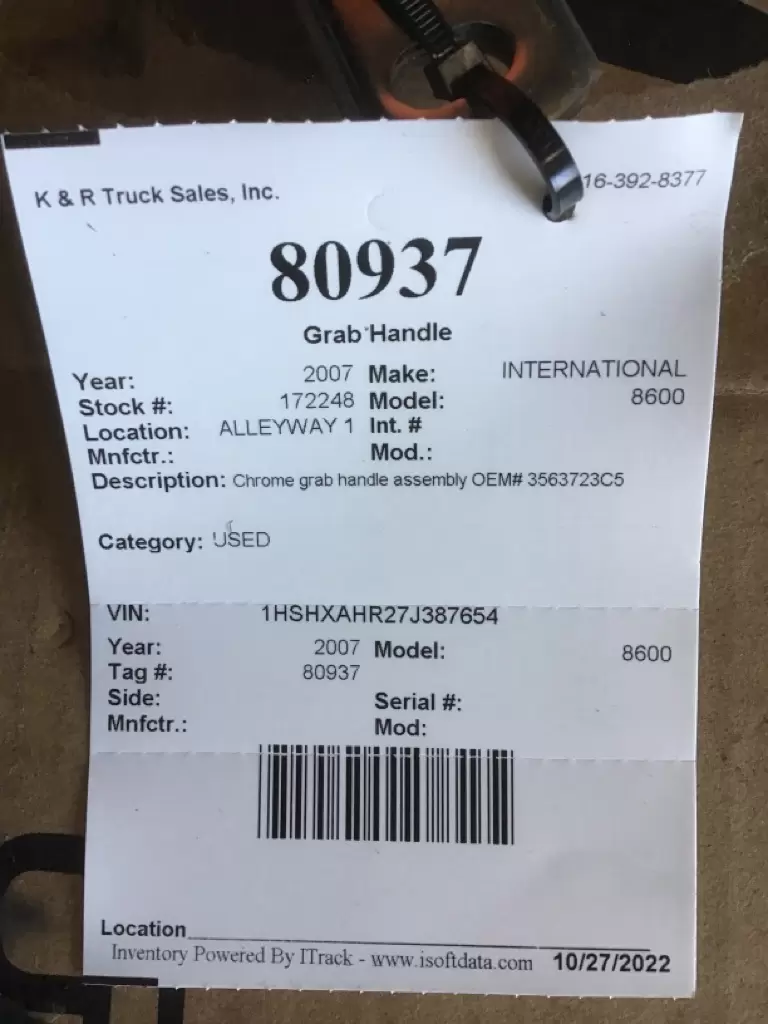 K & R Truck Sales, Inc. 16-392-8377
80937
Grab Handle
Year: 2007 Make: INTERNATIONAL
Stock #: 172248 Model: 8600
Location: ALLEYWAY 1 Int. #
Mnfctr.: Mod.:
Description: Chrome grab handle assembly OEM# 3563723C5
Category: USED
VIN: 1HSHXAHR27J387654
Year: 2007 Model: 8600
Tag #: 80937
Side: Serial #:
Mnfctr.: Mod:
Location
Inventory Powered By ITrack - www.isoftdata.com 10/27/2022